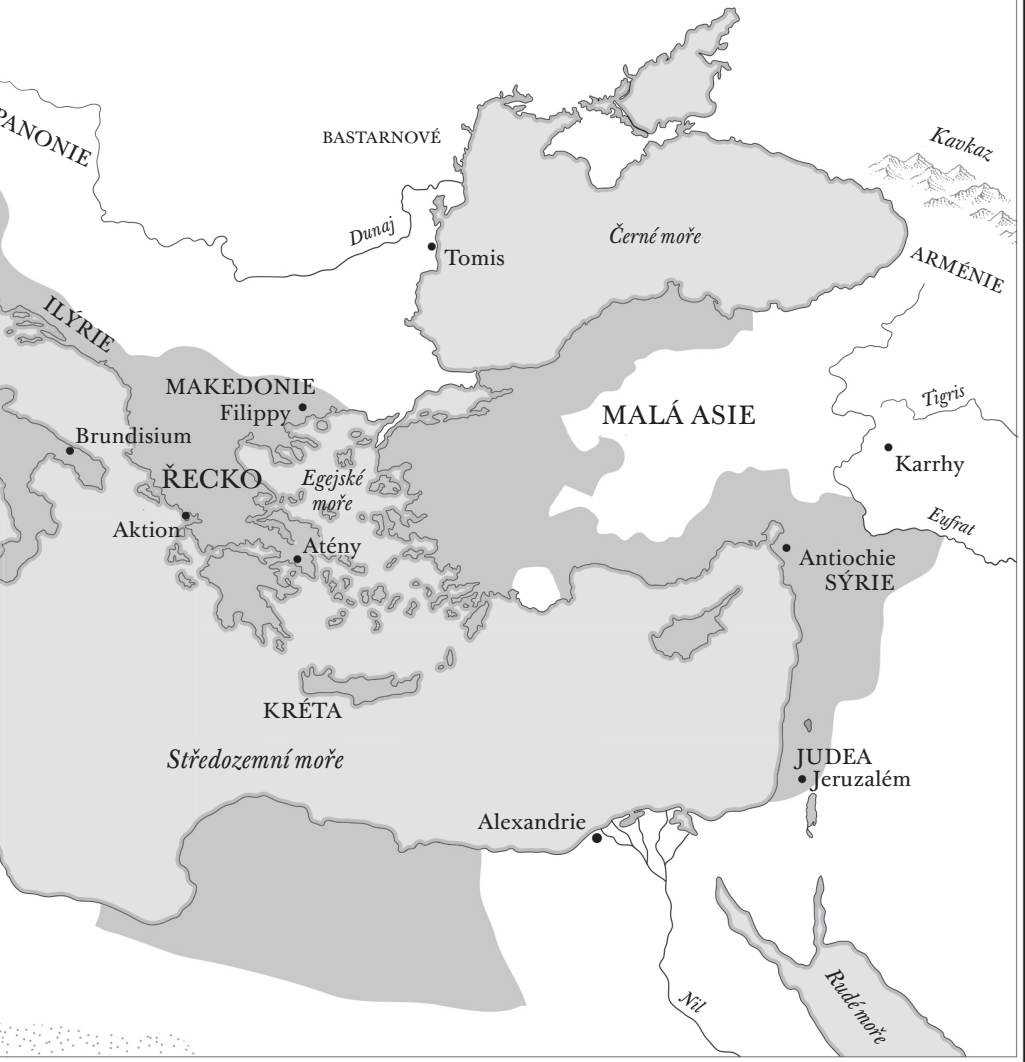 PANONIE
BASTARNOVÉ
Kavkaz
Dunaj
Černé moře
Tomis
ARMÉNIE
ILÝRIE
MAKEDONIE
Filippy
MALÁ ASIE
Tigris
Brundisium
Karrhy
ŘECKO
Egejské
moře
Aktion
Eufrat
Atény
Antiochie
SÝRIE
KRÉTA
Středozemní moře
JUDEA
Jeruzalém
Alexandrie
Nil
Rudé moře